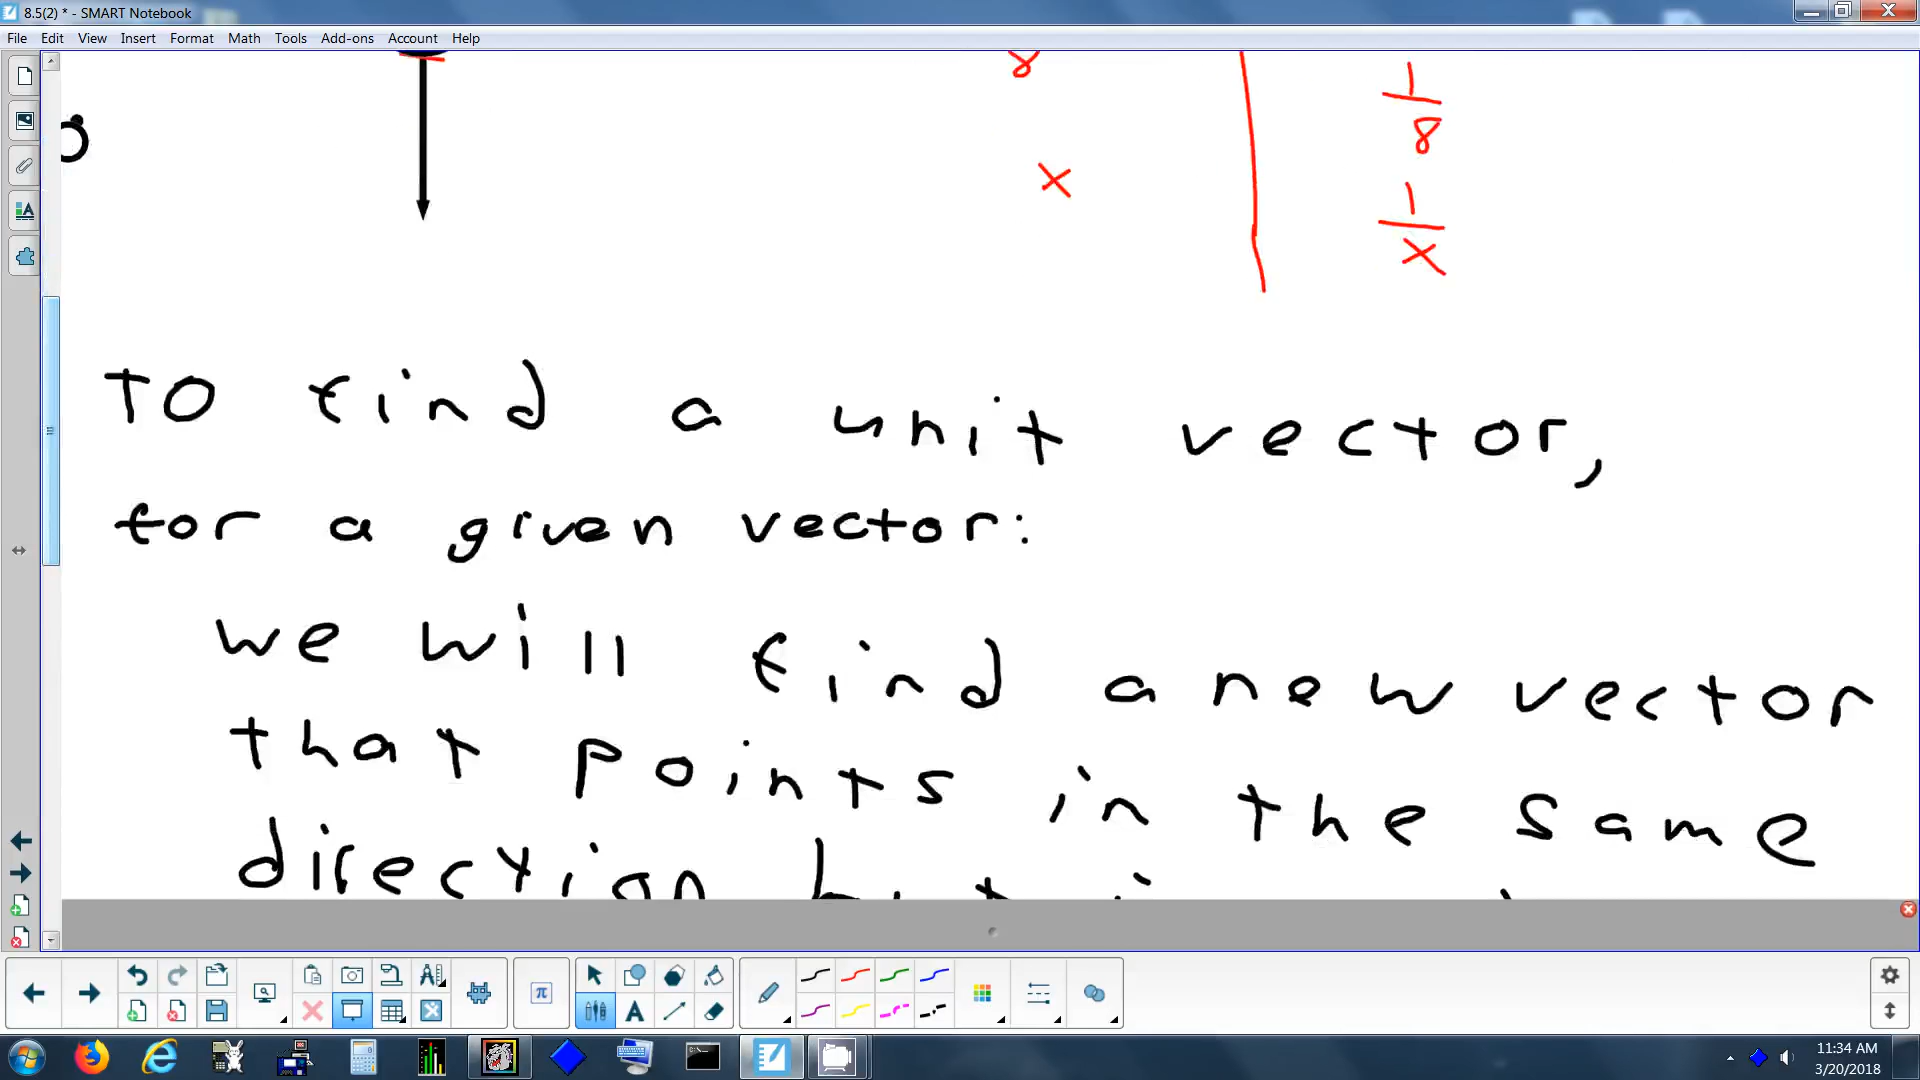 8.5(2) * - SMART Notebook
File Edit View Insert Format Math Tools Add-ons Account Help
8
1
8
x
1
x
To find a unit vector,
for a given vector:
we will find a new vector
that points in the same
direction
11:34 AM
3/20/2018